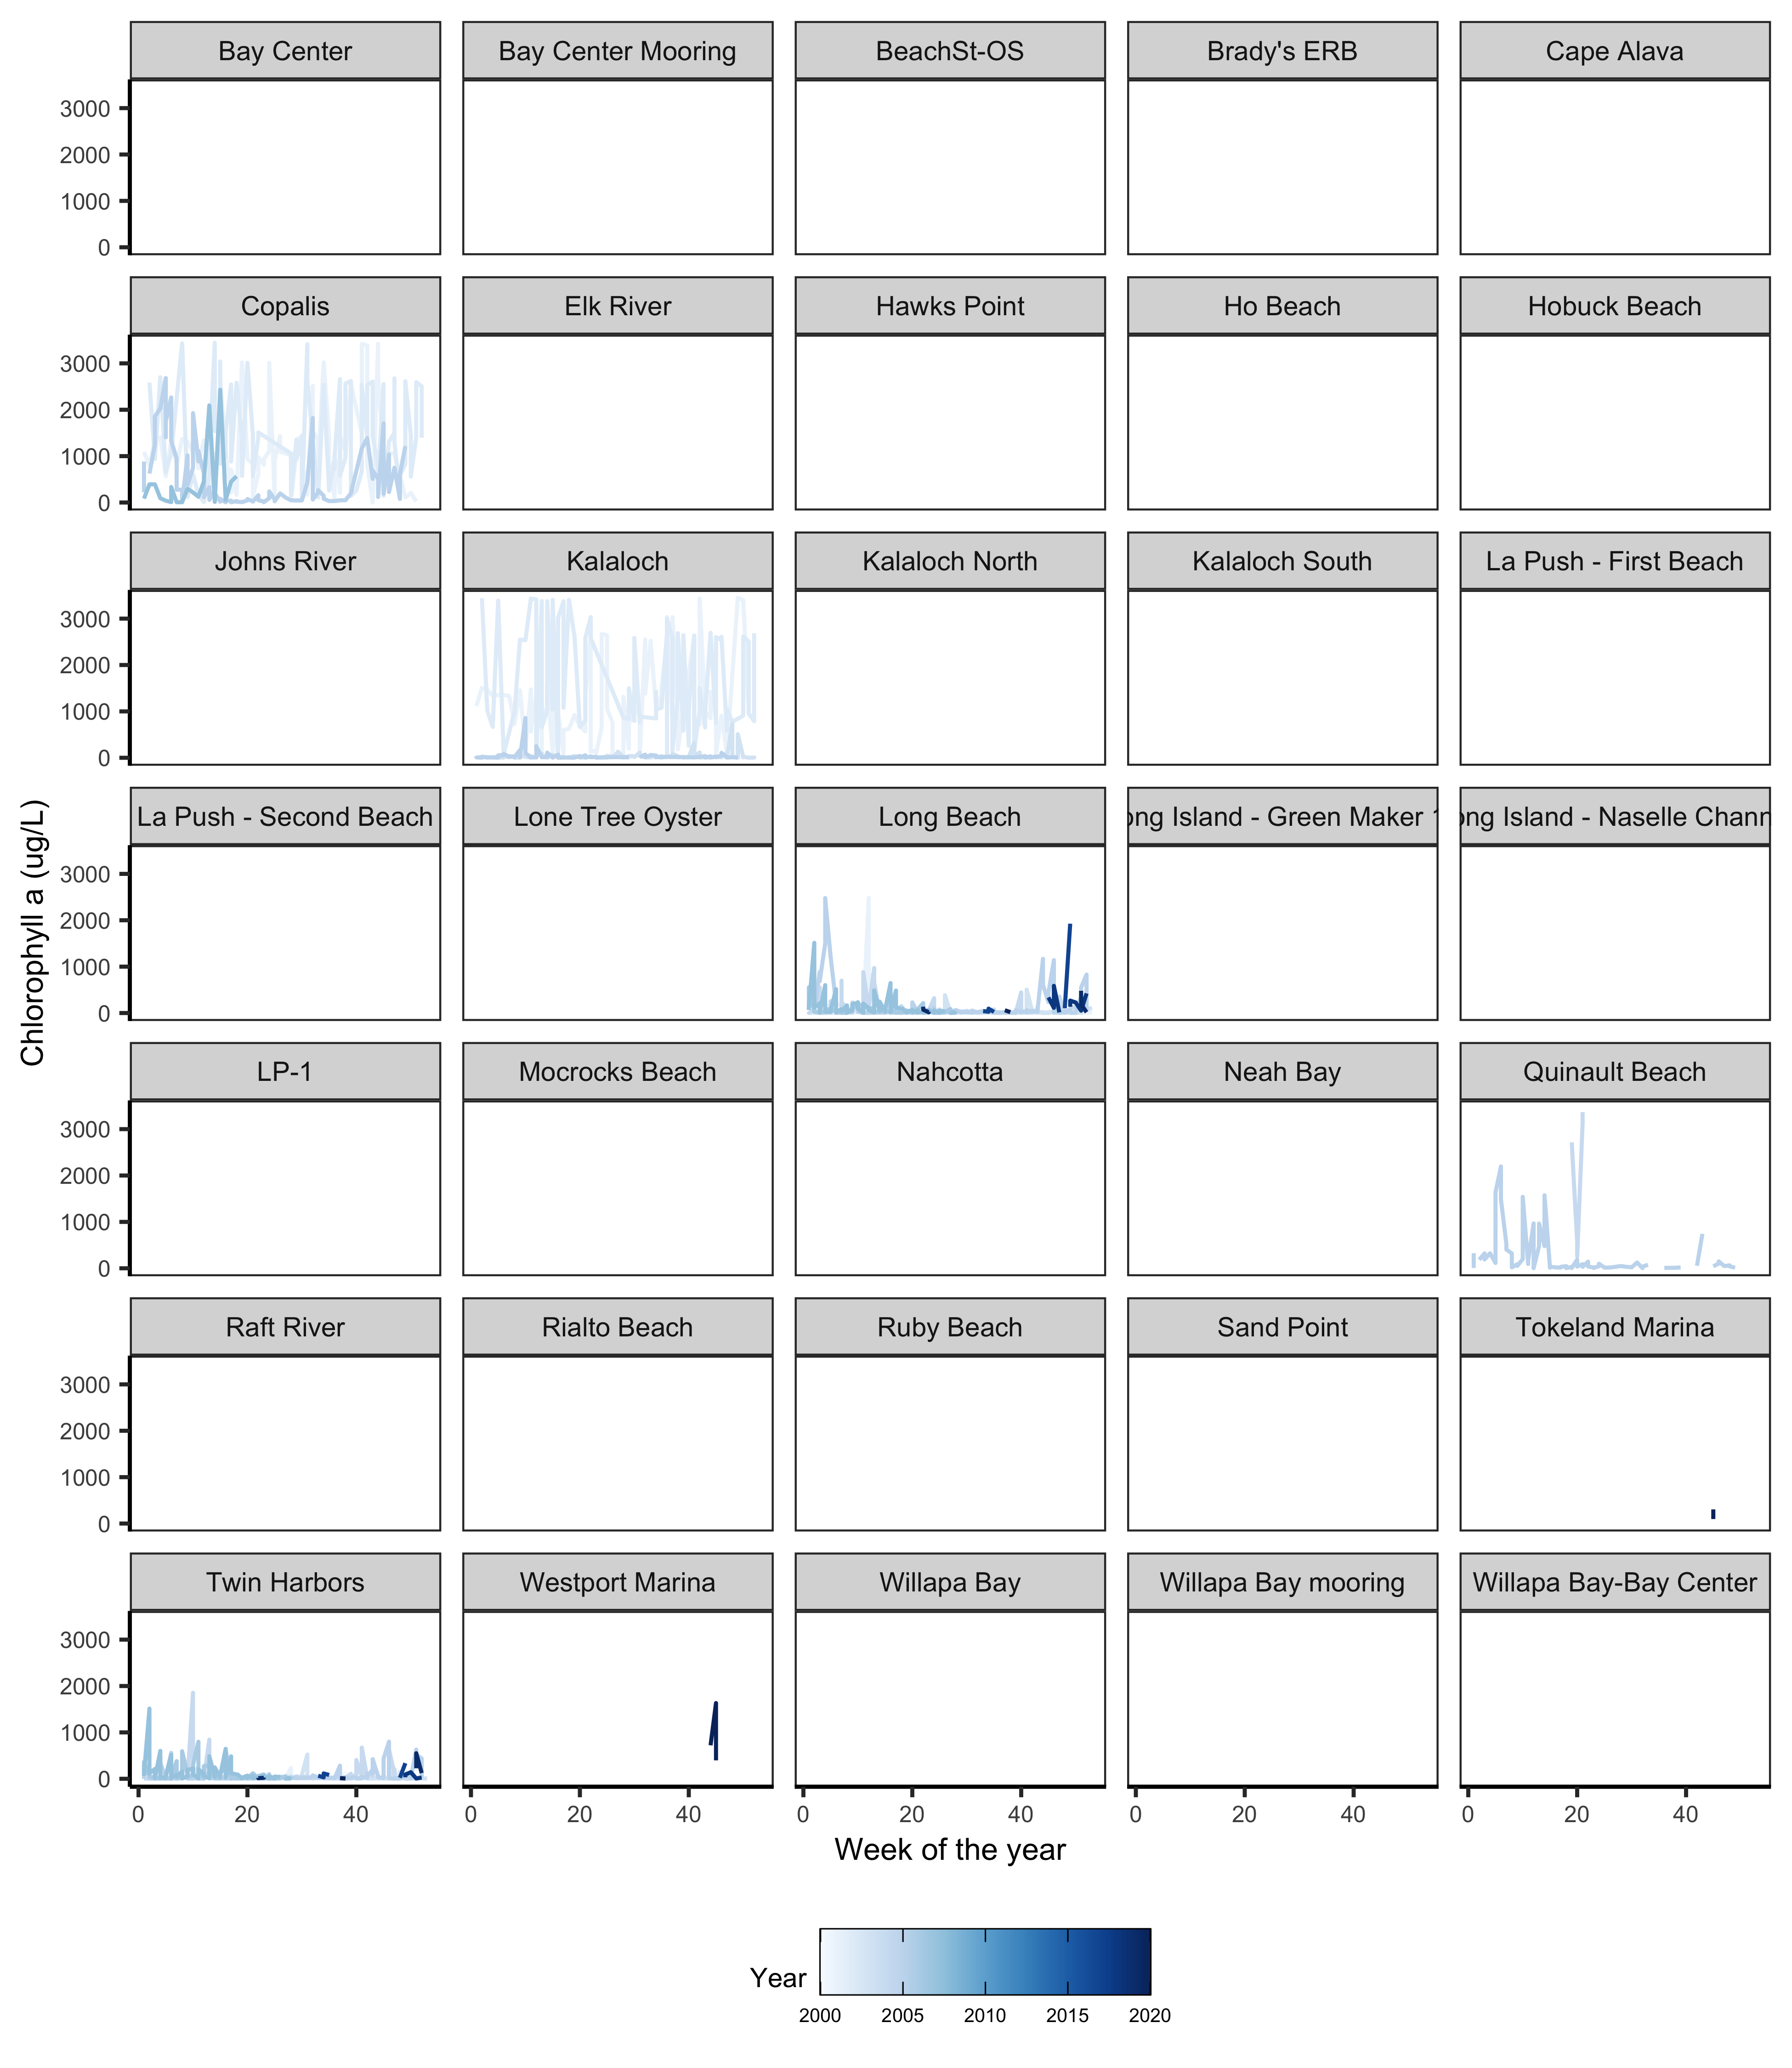 Bay Center
Bay Center Mooring
BeachSt-OS
Brady's ERB
Cape Alava
3000
2000
1000
0
Copalis
Elk River
Hawks Point
Ho Beach
Hobuck Beach
3000
2000
1000
0
Johns River
Kalaloch
Kalaloch North
Kalaloch South
La Push - First Beach
3000
2000
1000
0
La Push - Second Beach
Lone Tree Oyster
Long Beach
ong Island - Green Maker 1
ong Island - Naselle Chann
3000
2000
1000
0
LP-1
Mocrocks Beach
Nahcotta
Neah Bay
Quinault Beach
3000
2000
1000
0
Raft River
Rialto Beach
Ruby Beach
Sand Point
Tokeland Marina
3000
2000
1000
0
Twin Harbors
Westport Marina
Willapa Bay
Willapa Bay mooring
Willapa Bay-Bay Center
3000
2000
1000
0
0 20 40
0 20 40
0 20 40
0 20 40
0 20 40
Chlorophyll a (ug/L)
Week of the year
Year
2000 2005 2010 2015 2020